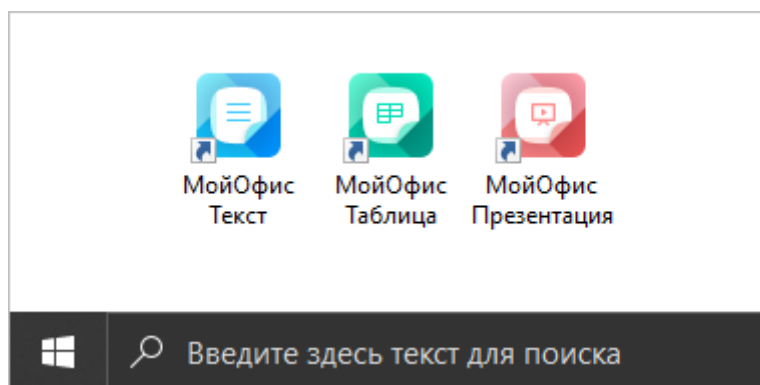 МойОфис
Текст
МойОфис
Таблица
МойОфис
Презентация
Введите здесь текст для поиска